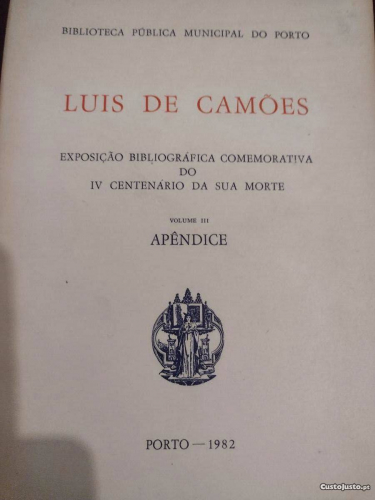 BIBLIOTECA PÚBLICA MUNICIPAL DO PORTO
LUIS DE CAMÕES
EXPOSIÇÃO BIBLIOGRÁFICA COMEMORATIVA
DO
IV CENTENÁRIO DA SUA MORTE
VOLUME III
APÊNDICE
PORTO — 1982
CustoJusto.pt